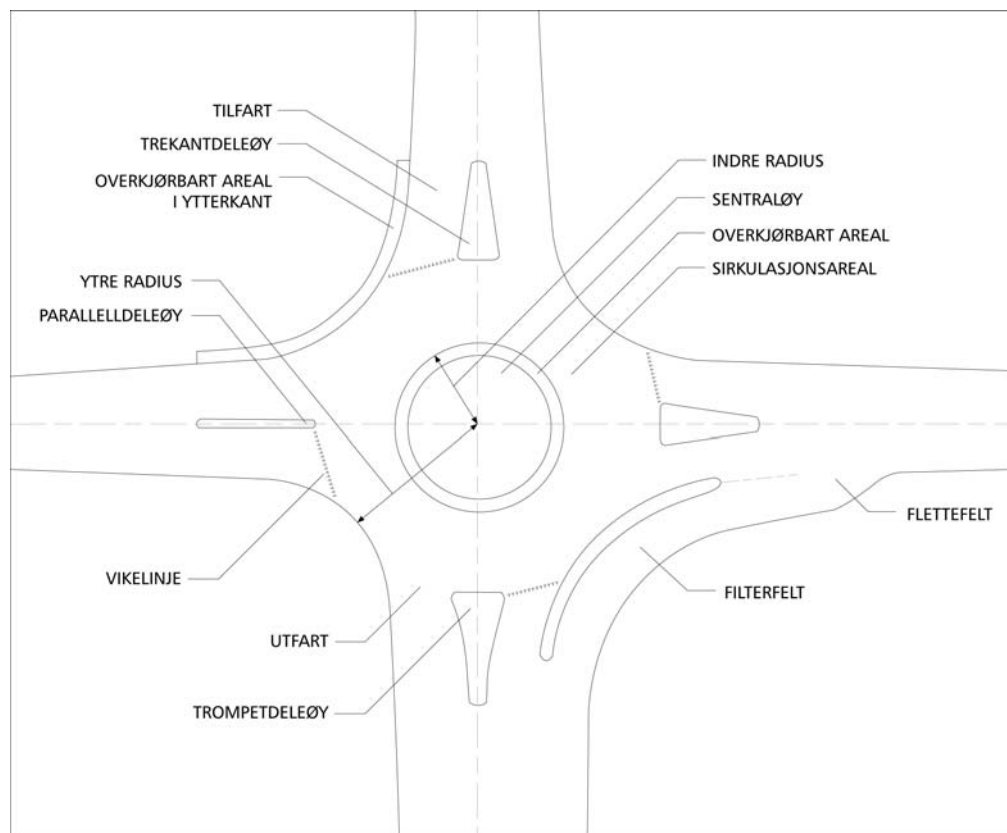 TILFART
TREKANTDELEØY
OVERKJØRBART AREAL
I YTTERKANT
YTRE RADIUS
PARALLELLDELEØY
INDRE RADIUS
SENTRALØY
OVERKJØRBART AREAL
SIRKULASJONSAREAL
FLETTEFELT
FILTERFELT
VIKELINJE
UTFART
TROMPETDELEØY